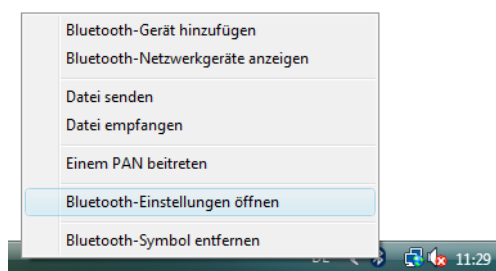 Bluetooth-Gerät hinzufügen
Bluetooth-Netzwerkgeräte anzeigen
Datei senden
Datei empfangen
Einem PAN beitreten
Bluetooth-Einstellungen öffnen
Bluetooth-Symbol entfernen
DE 11:29